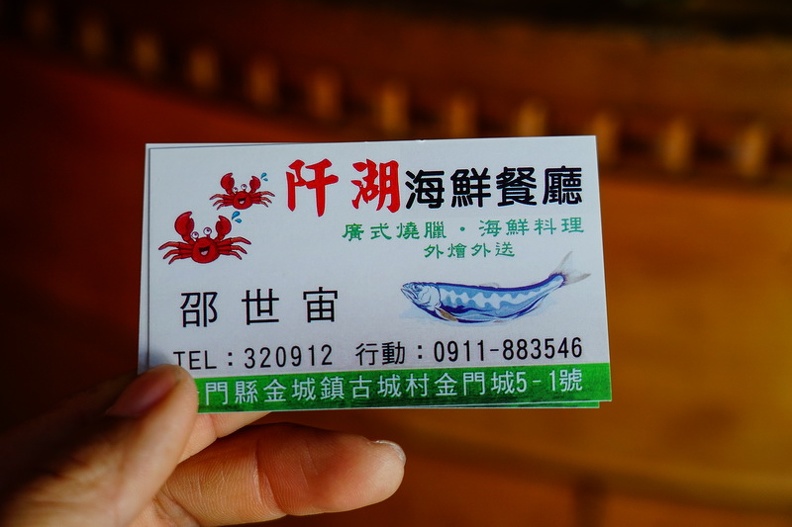 阡湖海鮮餐廳
廣式燒臘・海鮮料理
外燴外送
邵世宙
TEL：320912 行動：0911-883546
門縣金城鎮古城村金門城5-1號